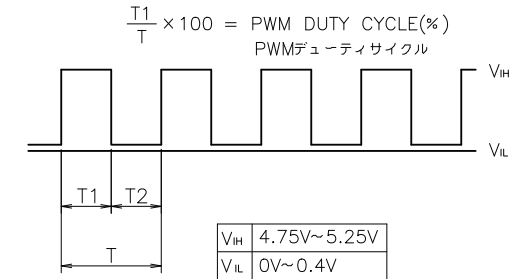 T1/T ×100 = PWM DUTY CYCLE(%)
PWMデューティサイクル
VIH
VIL
T1 T2
T
VIH 4.75V~5.25V
VIL 0V~0.4V